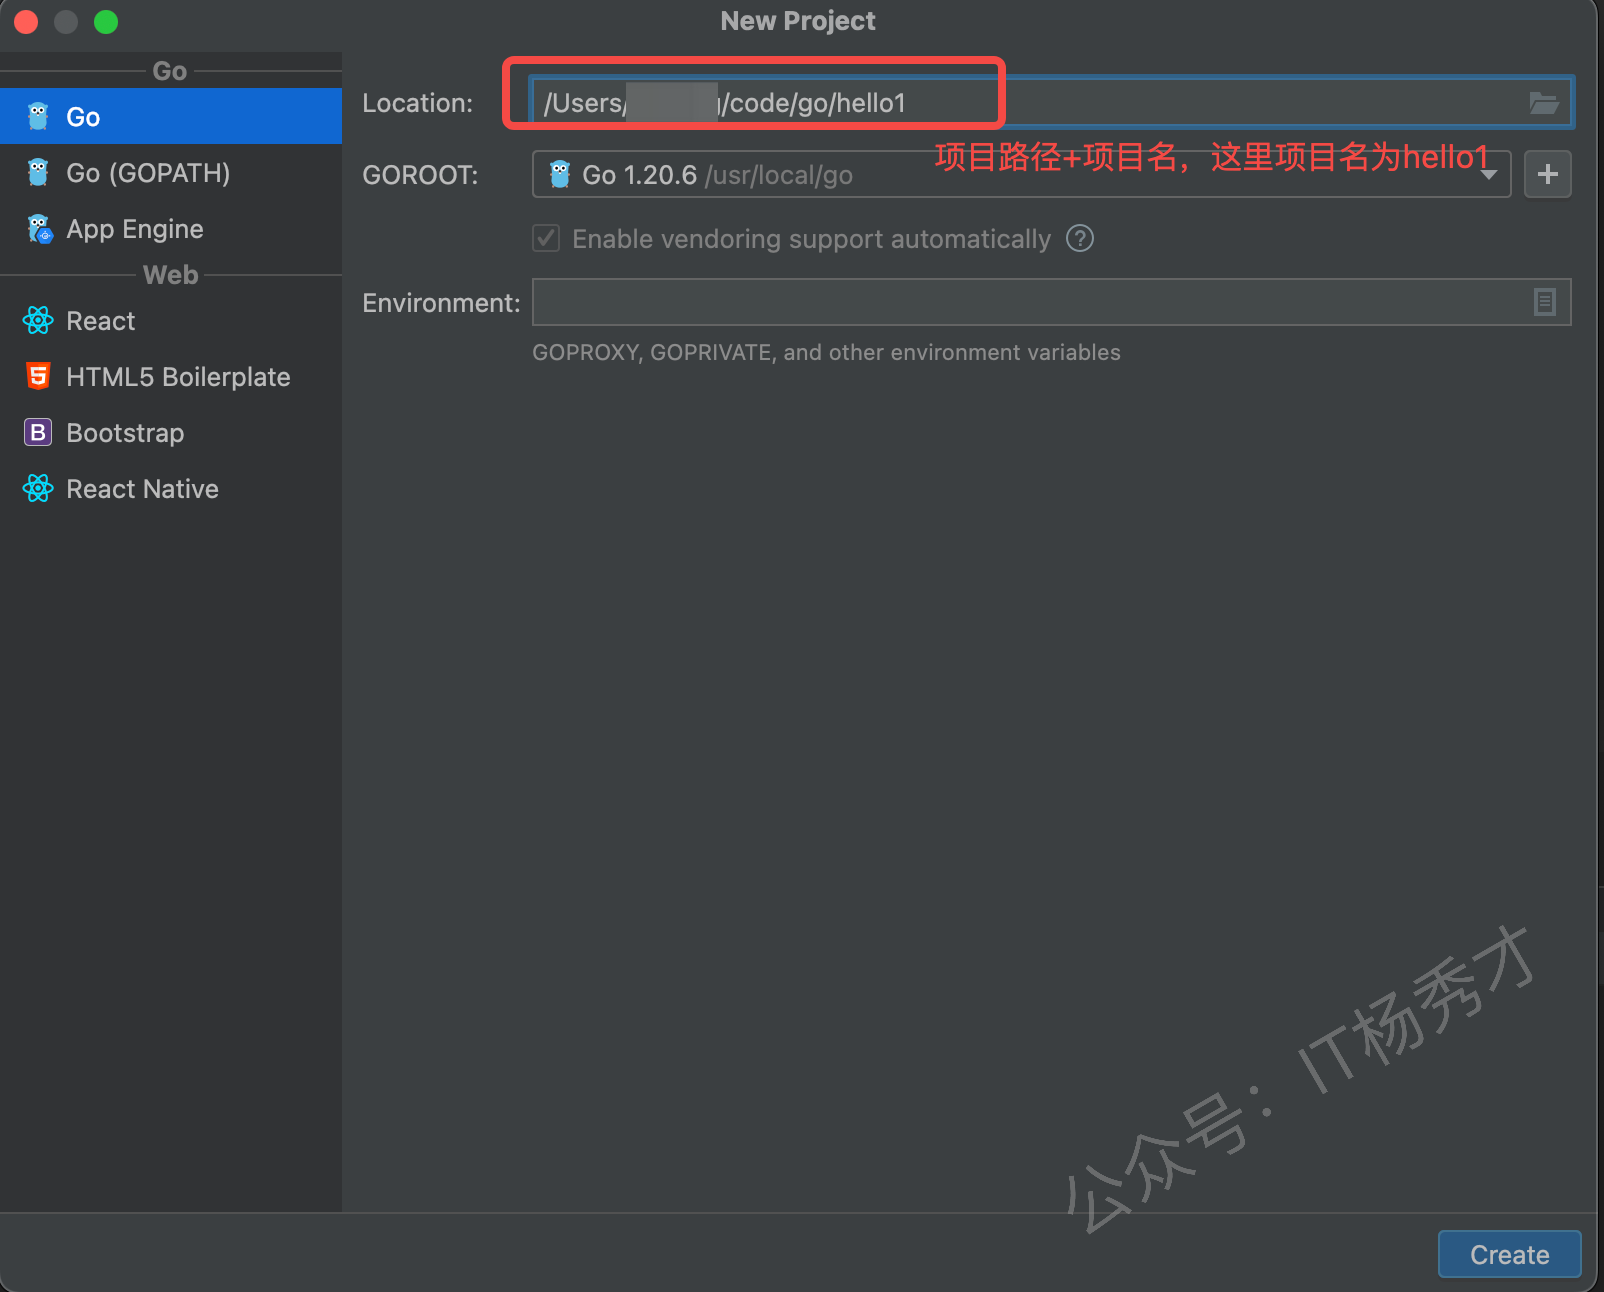 New Project
Go
Go
Go (GOPATH)
App Engine
Web
React
HTML5 Boilerplate
Bootstrap
React Native
Location:
/Users/ /code/go/hello1
项目路径+项目名，这里项目名为hello1
GOROOT:
Go 1.20.6 /usr/local/go
Enable vendoring support automatically
Environment:
GOPROXY, GOPRIVATE, and other environment variables
公众号：IT杨秀才
Create